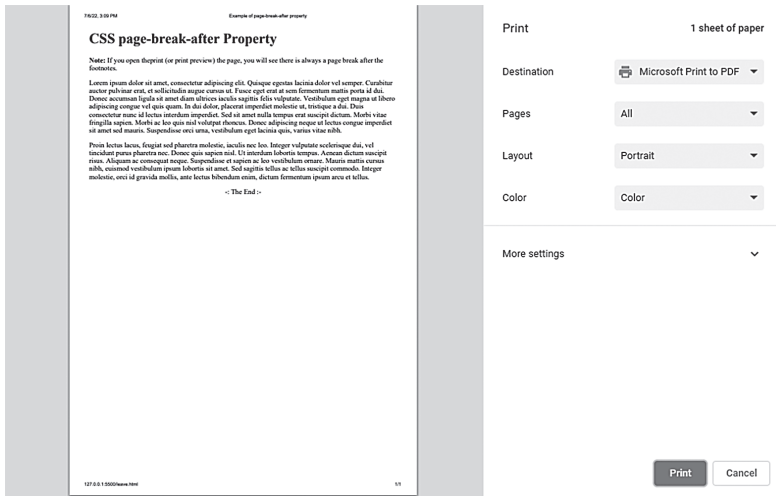 7/6/22, 3:09 PM Example of page-break-after property
CSS page-break-after Property
Note: If you open theprint (or print preview) the page, you will see there is always a page break after the
footnotes.
Lorem ipsum dolor sit amet, consectetur adipiscing elit. Quisque egestas lacinia dolor vel semper. Curabitur
auctor pulvinar erat, et sollicitudin augue cursus ut. Fusce eget erat at sem fermentum mattis porta id dui.
Donec accumsan ligula sit amet diam ultrices iaculis sagittis felis vulputate. Vestibulum eget magna ut libero
adipiscing congue vel quis quam. In dui dolor, placerat imperdiet molestie ut, tristique a dui. Duis
consectetur nunc id lectus interdum imperdiet. Sed sit amet nulla tempus erat suscipit dictum. Morbi vitae
fringilla sapien. Morbi ac leo quis nisl volutpat rhoncus. Donec adipiscing neque ut lectus congue imperdiet
sit amet sed mauris. Suspendisse orci urna, vestibulum eget lacinia quis, varius vitae nibh.
Proin lectus lacus, feugiat sed pharetra molestie, iaculis nec leo. Integer vulputate scelerisque dui, vel
tincidunt purus pharetra nec. Donec quis sapien nisl. Ut interdum lobortis tempus. Aenean dictum suscipit
risus. Aliquam ac consequat neque. Suspendisse et sapien ac leo vestibulum ornare. Mauris mattis cursus
nibh, euismod vestibulum ipsum lobortis sit amet. Sed sagittis tellus ac tellus suscipit commodo. Integer
molestie, orci id gravida mollis, ante lectus bibendum enim, dictum fermentum ipsum arcu et tellus.
-: The End :-
127.0.0.1:5500/leave.html 1/1
Print 1 sheet of paper
Destination Microsoft Print to PDF
Pages All
Layout Portrait
Color Color
More settings
Print Cancel